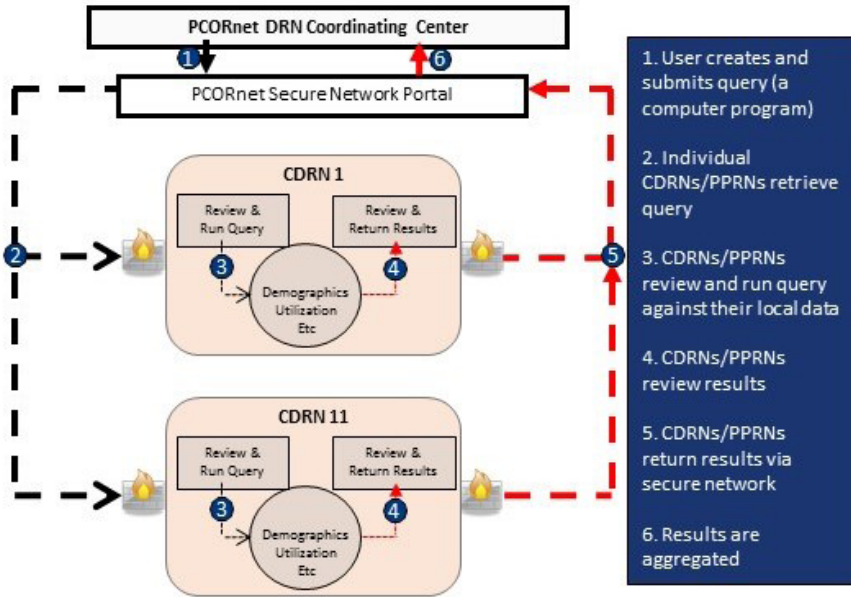 PCORnet DRN Coordinating Center
1
6
PCORnet Secure Network Portal
CDRN 1
Review &
Run Query
Review &
Return Results
3
4
2
5
Demographics
Utilization
Etc
CDRN 11
Review &
Run Query
Review &
Return Results
3
4
Demographics
Utilization
Etc
1. User creates and
submits query (a
computer program)
2. Individual
CDRNs/PPRNs retrieve
query
3. CDRNs/PPRNs
review and run query
against their local data
4. CDRNs/PPRNs
review results
5. CDRNs/PPRNs
return results via
secure network
6. Results are
aggregated